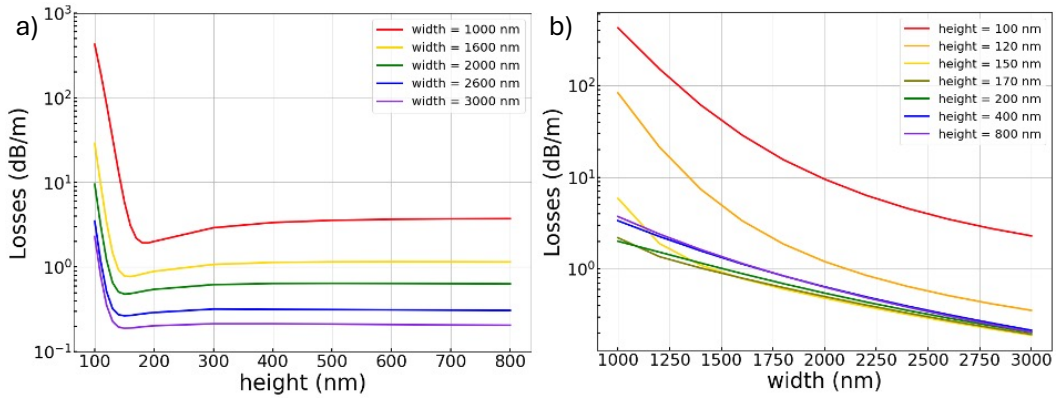 a)
Losses (dB/m)
10³
10²
10¹
10⁰
10⁻¹
100
200
300
400
500
600
700
800
height (nm)
width = 1000 nm
width = 1600 nm
width = 2000 nm
width = 2600 nm
width = 3000 nm
b)
Losses (dB/m)
10²
10¹
10⁰
1000
1250
1500
1750
2000
2250
2500
2750
3000
width (nm)
height = 100 nm
height = 120 nm
height = 150 nm
height = 170 nm
height = 200 nm
height = 400 nm
height = 800 nm